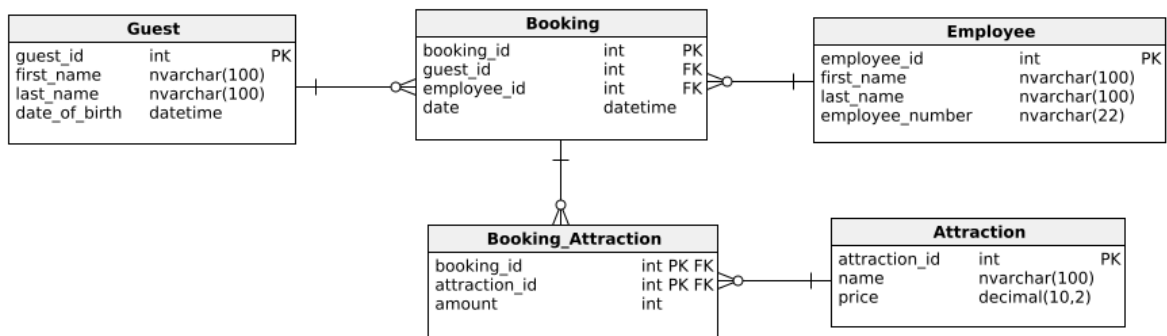 Guest
guest_id int PK
first_name nvarchar(100)
last_name nvarchar(100)
date_of_birth datetime
Booking
booking_id int PK
guest_id int FK
employee_id int FK
date datetime
Employee
employee_id int PK
first_name nvarchar(100)
last_name nvarchar(100)
employee_number nvarchar(22)
Booking_Attraction
booking_id int PK FK
attraction_id int PK FK
amount int
Attraction
attraction_id int PK
name nvarchar(100)
price decimal(10,2)